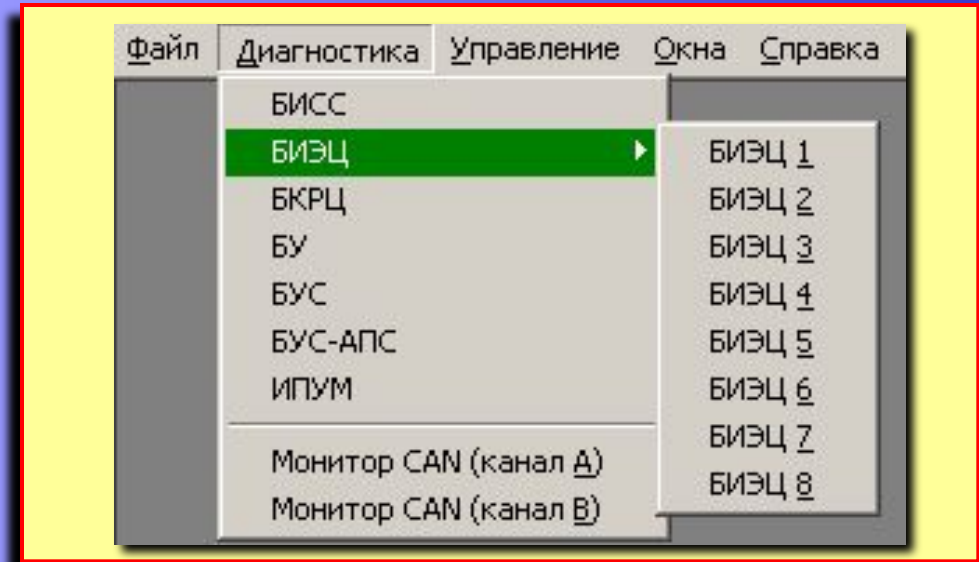 Файл Диагностика Управление Окна Справка
БИСС
БИЭЦ
БКРЦ
БУ
БУС
БУС-АПС
ИПУМ
Монитор CAN (канал A)
Монитор CAN (канал B)
БИЭЦ 1
БИЭЦ 2
БИЭЦ 3
БИЭЦ 4
БИЭЦ 5
БИЭЦ 6
БИЭЦ 7
БИЭЦ 8